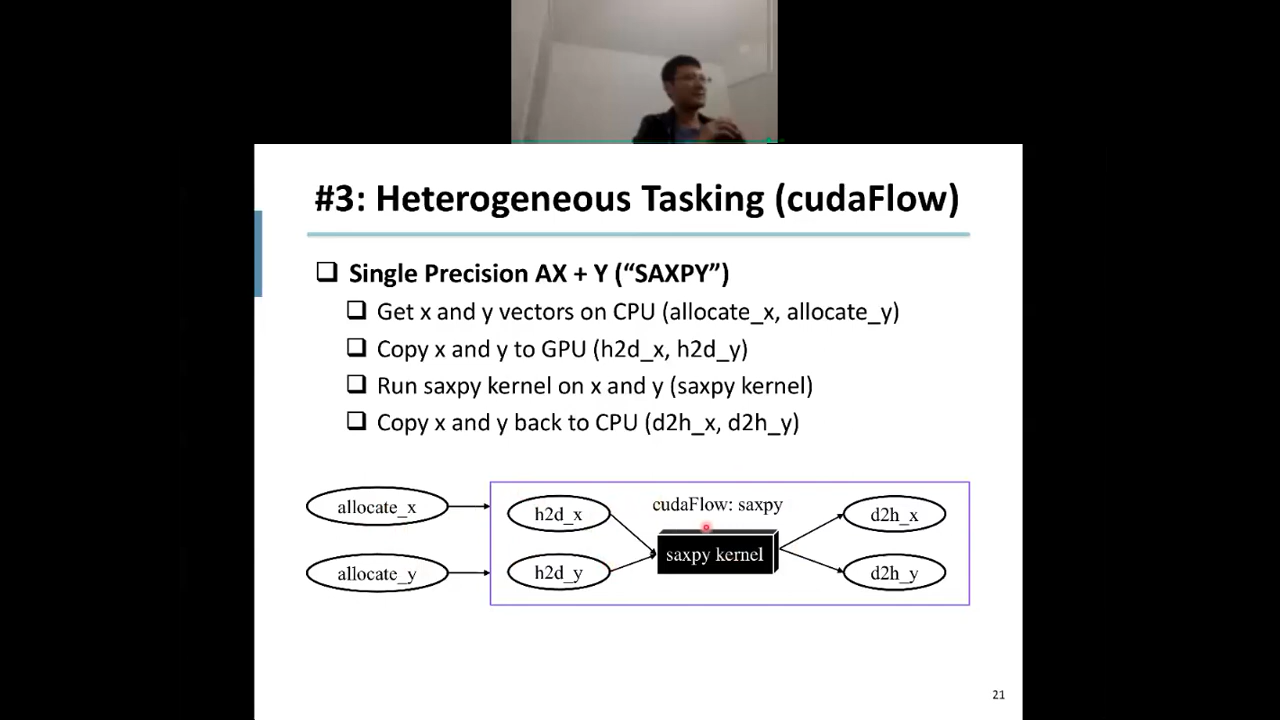 #3: Heterogeneous Tasking (cudaFlow)
Single Precision AX + Y (“SAXPY”)
Get x and y vectors on CPU (allocate_x, allocate_y)
Copy x and y to GPU (h2d_x, h2d_y)
Run saxpy kernel on x and y (saxpy kernel)
Copy x and y back to CPU (d2h_x, d2h_y)
cudaFlow: saxpy
allocate_x
h2d_x
d2h_x
saxpy kernel
allocate_y
h2d_y
d2h_y
21